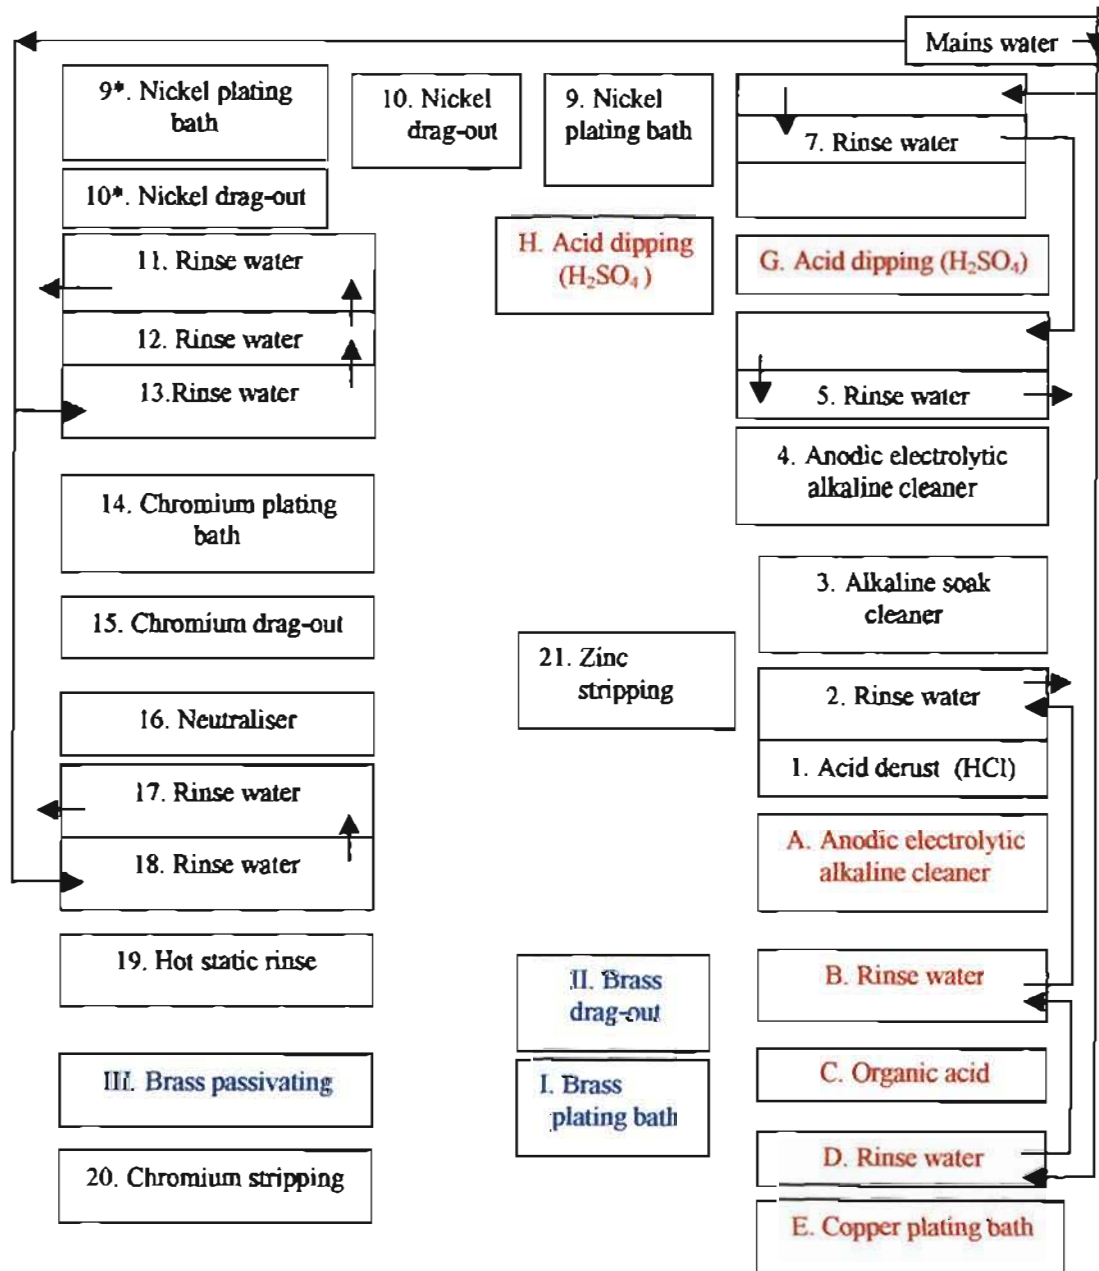 Mains water
9*. Nickel plating
bath
10. Nickel
drag-out
9. Nickel
plating bath
7. Rinse water
10*. Nickel drag-out
H. Acid dipping
(H₂SO₄)
G. Acid dipping (H₂SO₄)
11. Rinse water
12. Rinse water
13.Rinse water
5. Rinse water
4. Anodic electrolytic
alkaline cleaner
14. Chromium plating
bath
3. Alkaline soak
cleaner
15. Chromium drag-out
21. Zinc
stripping
2. Rinse water
16. Neutraliser
1. Acid derust (HCl)
17. Rinse water
A. Anodic electrolytic
alkaline cleaner
18. Rinse water
19. Hot static rinse
II. Brass
drag-out
B. Rinse water
III. Brass passivating
I. Brass
plating bath
C. Organic acid
20. Chromium stripping
D. Rinse water
E. Copper plating bath